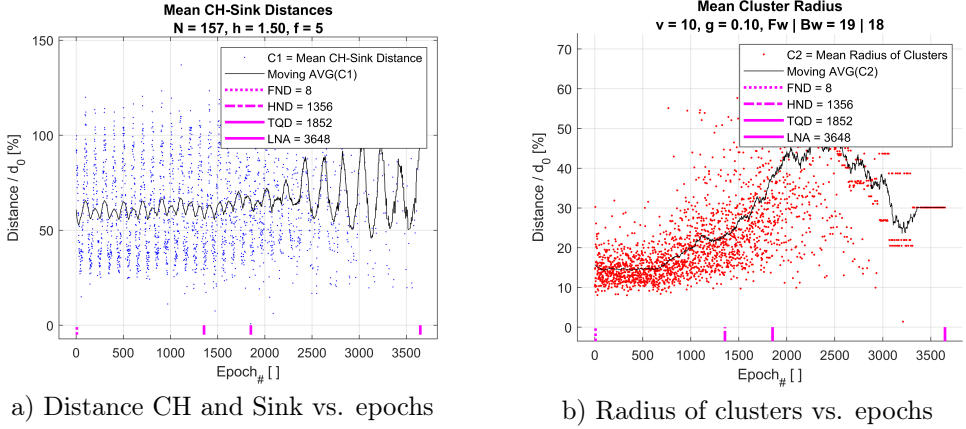 Mean CH-Sink Distances
N = 157, h = 1.50, f = 5
150
100
50
0
Distance / d0 [%]
C1 = Mean CH-Sink Distance
Moving AVG(C1)
FND = 8
HND = 1356
TQD = 1852
LNA = 3648
0 500 1000 1500 2000 2500 3000 3500
Epoch# [ ]
a) Distance CH and Sink vs. epochs
Mean Cluster Radius
v = 10, g = 0.10, Fw | Bw = 19 | 18
70
60
50
40
30
20
10
0
Distance / d0 [%]
C2 = Mean Radius of Clusters
Moving AVG(C2)
FND = 8
HND = 1356
TQD = 1852
LNA = 3648
0 500 1000 1500 2000 2500 3000 3500
Epoch# [ ]
b) Radius of clusters vs. epochs